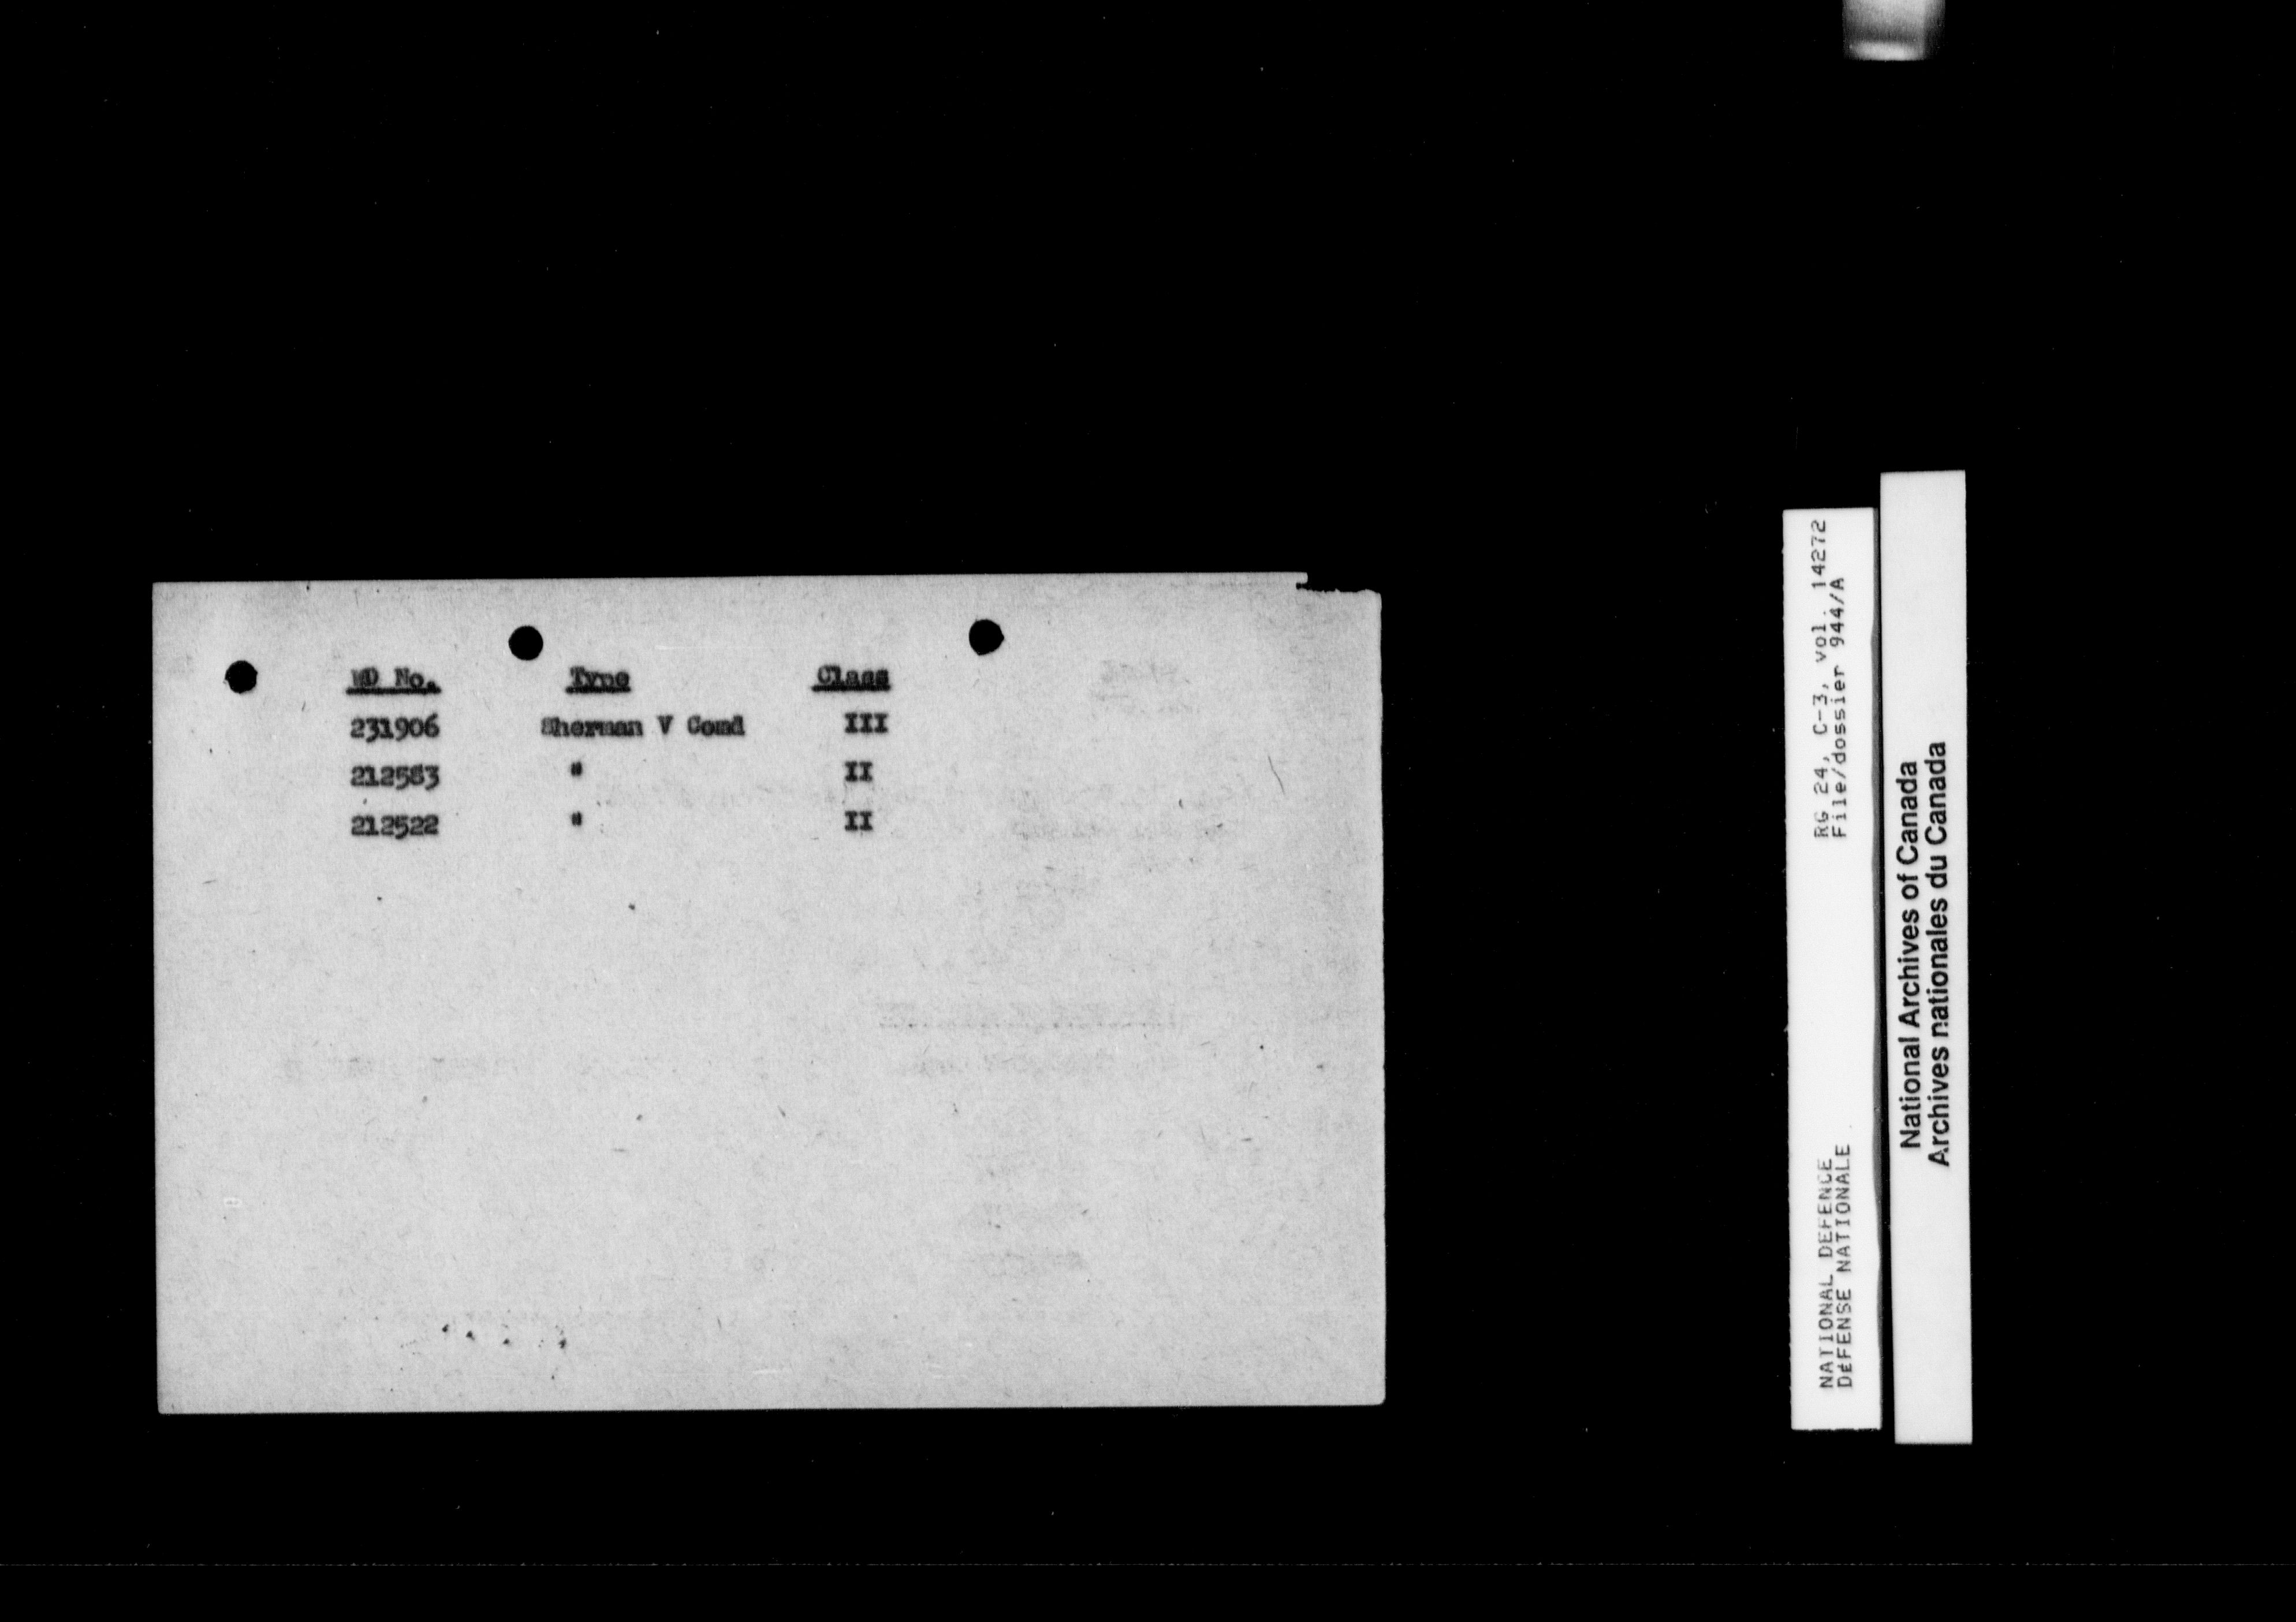 WD No. Type Class
231906 Sherman V Comd III
212583 " II
212522 " II
RG 24, C-3, vol. 14272
File/dossier 944/A
NATIONAL DEFENCE
DéFENSE NATIONALE
National Archives of Canada
Archives nationales du Canada